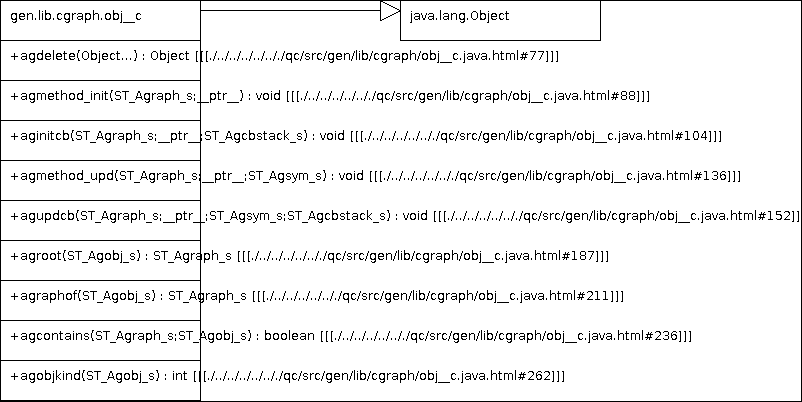 gen.lib.cgraph.obj__c
java.lang.Object
+agdelete(Object...) : Object [[[./../../../../../../qc/src/gen/lib/cgraph/obj__c.java.html#77]]]
+agmethod_init(ST_Agraph_s;__ptr__) : void [[[./../../../../../../qc/src/gen/lib/cgraph/obj__c.java.html#88]]]
+aginitcb(ST_Agraph_s;__ptr__;ST_Agcbstack_s) : void [[[./../../../../../../qc/src/gen/lib/cgraph/obj__c.java.html#104]]]
+agmethod_upd(ST_Agraph_s;__ptr__;ST_Agsym_s) : void [[[./../../../../../../qc/src/gen/lib/cgraph/obj__c.java.html#136]]]
+agupdcb(ST_Agraph_s;__ptr__;ST_Agsym_s;ST_Agcbstack_s) : void [[[./../../../../../../qc/src/gen/lib/cgraph/obj__c.java.html#152]]]
+agroot(ST_Agobj_s) : ST_Agraph_s [[[./../../../../../../qc/src/gen/lib/cgraph/obj__c.java.html#187]]]
+agraphof(ST_Agobj_s) : ST_Agraph_s [[[./../../../../../../qc/src/gen/lib/cgraph/obj__c.java.html#211]]]
+agcontains(ST_Agraph_s;ST_Agobj_s) : boolean [[[./../../../../../../qc/src/gen/lib/cgraph/obj__c.java.html#236]]]
+agobjkind(ST_Agobj_s) : int [[[./../../../../../../qc/src/gen/lib/cgraph/obj__c.java.html#262]]]